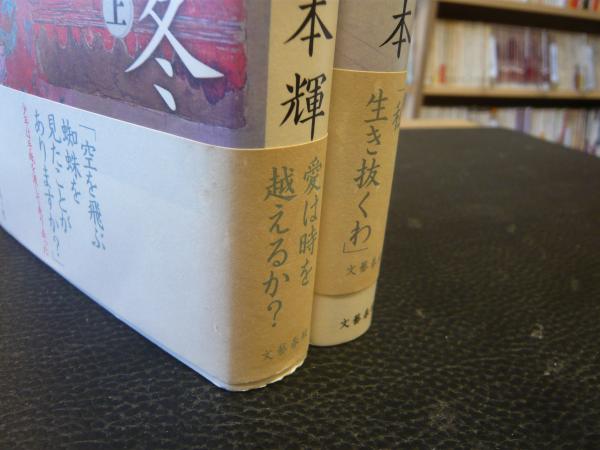 冬
上
「空を飛ぶ
蜘蛛を
見たことが
ありますか？」
本輝
愛は時を
越えるか？
文藝春秋
本
「私
生き抜くわ」
文藝春
文藝春